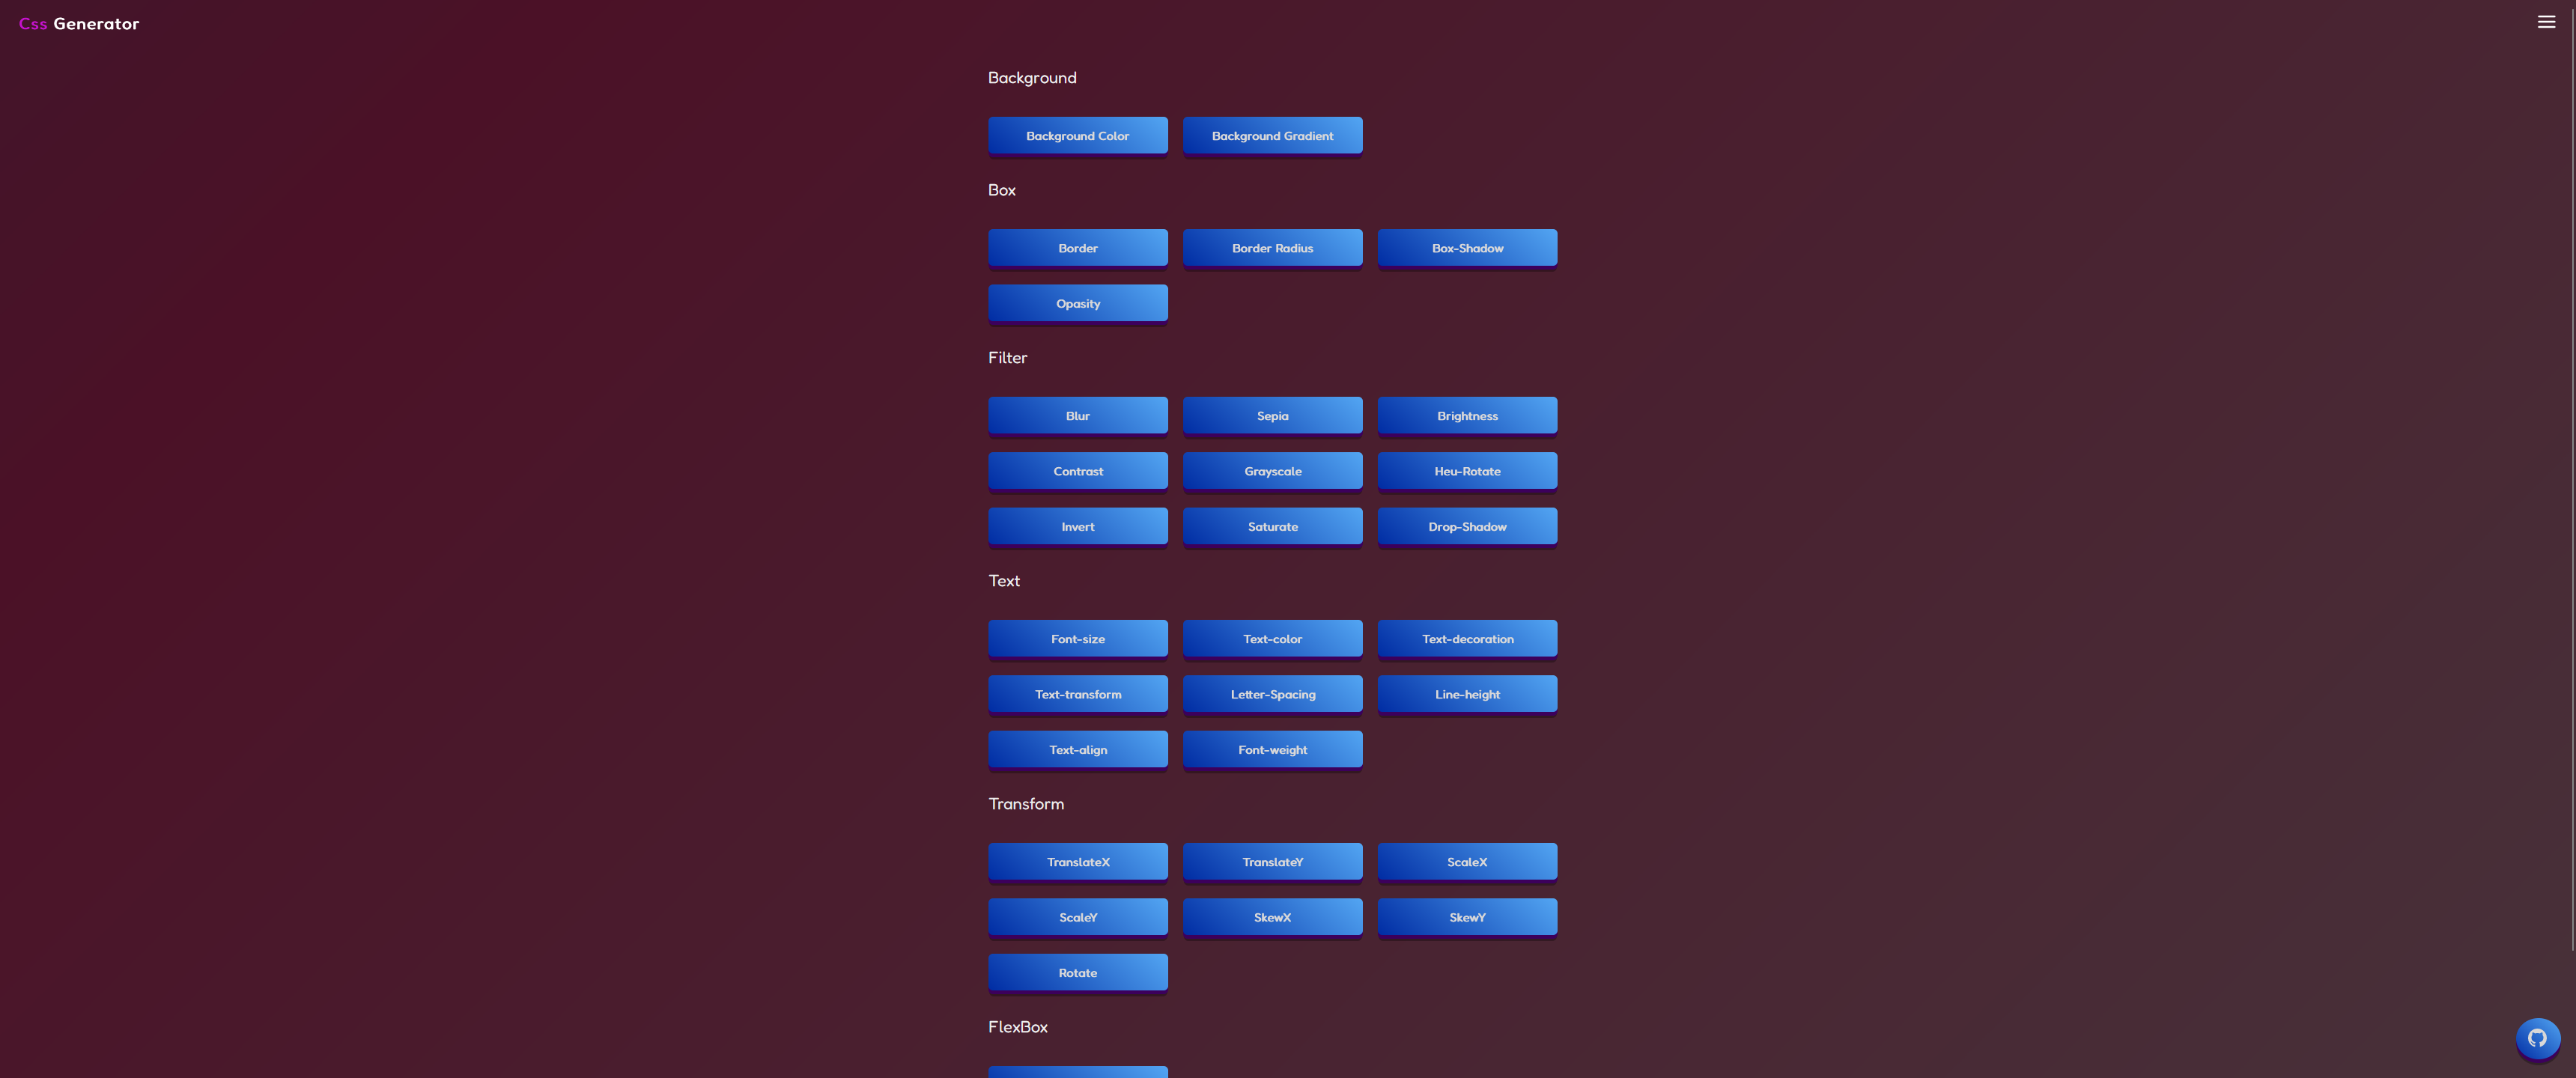 Css Generator
Background
Background Color Background Gradient
Box
Border Border Radius Box-Shadow
Opasity
Filter
Blur Sepia Brightness
Contrast Grayscale Heu-Rotate
Invert Saturate Drop-Shadow
Text
Font-size Text-color Text-decoration
Text-transform Letter-Spacing Line-height
Text-align Font-weight
Transform
TranslateX TranslateY ScaleX
ScaleY SkewX SkewY
Rotate
FlexBox